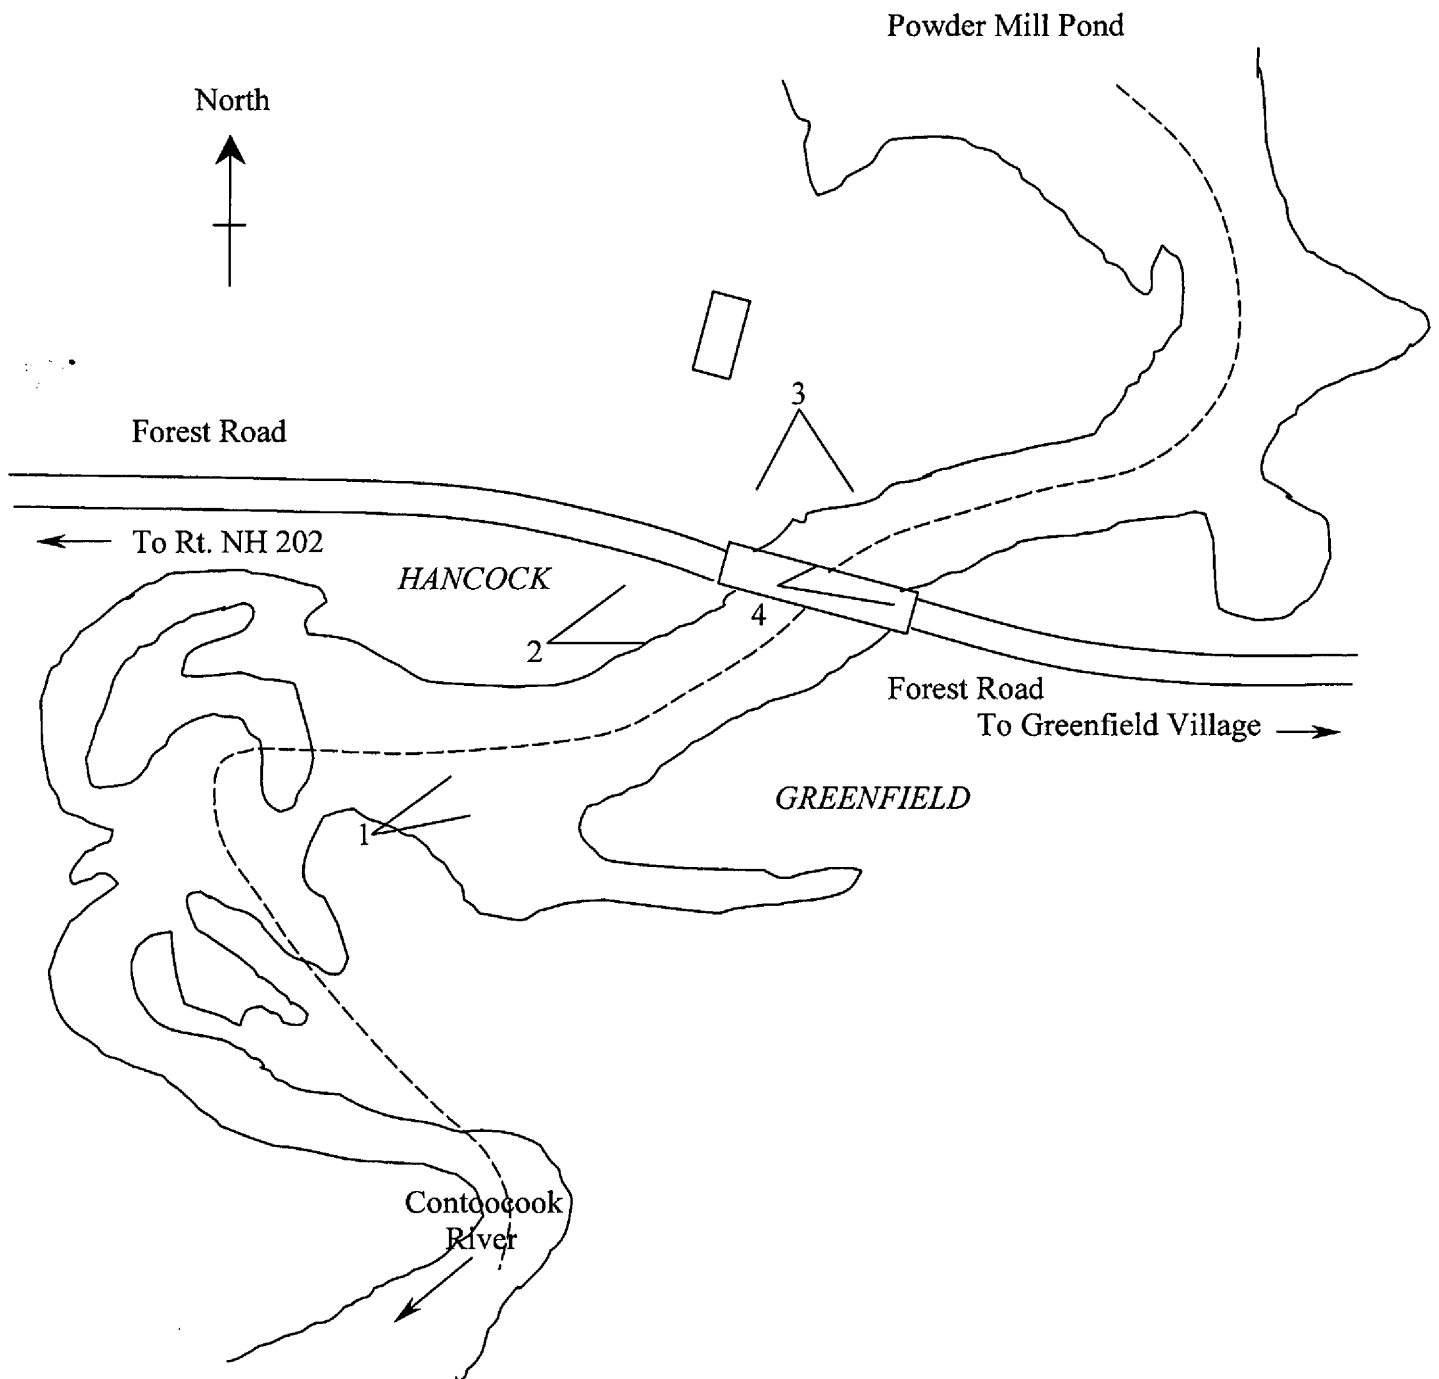 Powder Mill Pond
North
3
Forest Road
To Rt. NH 202
HANCOCK
4
2
Forest Road
To Greenfield Village
GREENFIELD
1
Contoocook
River